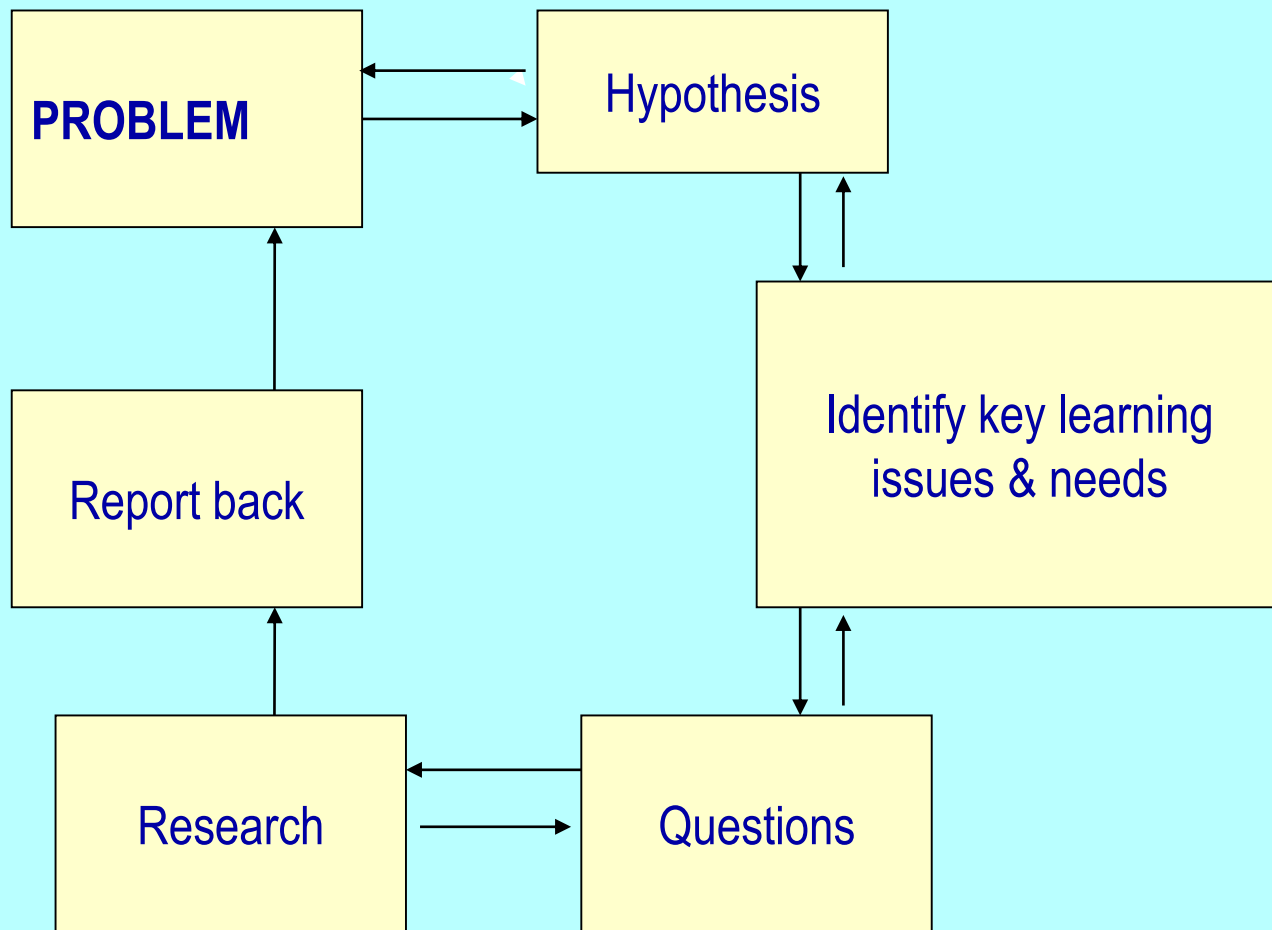 PROBLEM
Hypothesis
Identify key learning
issues & needs
Report back
Research
Questions